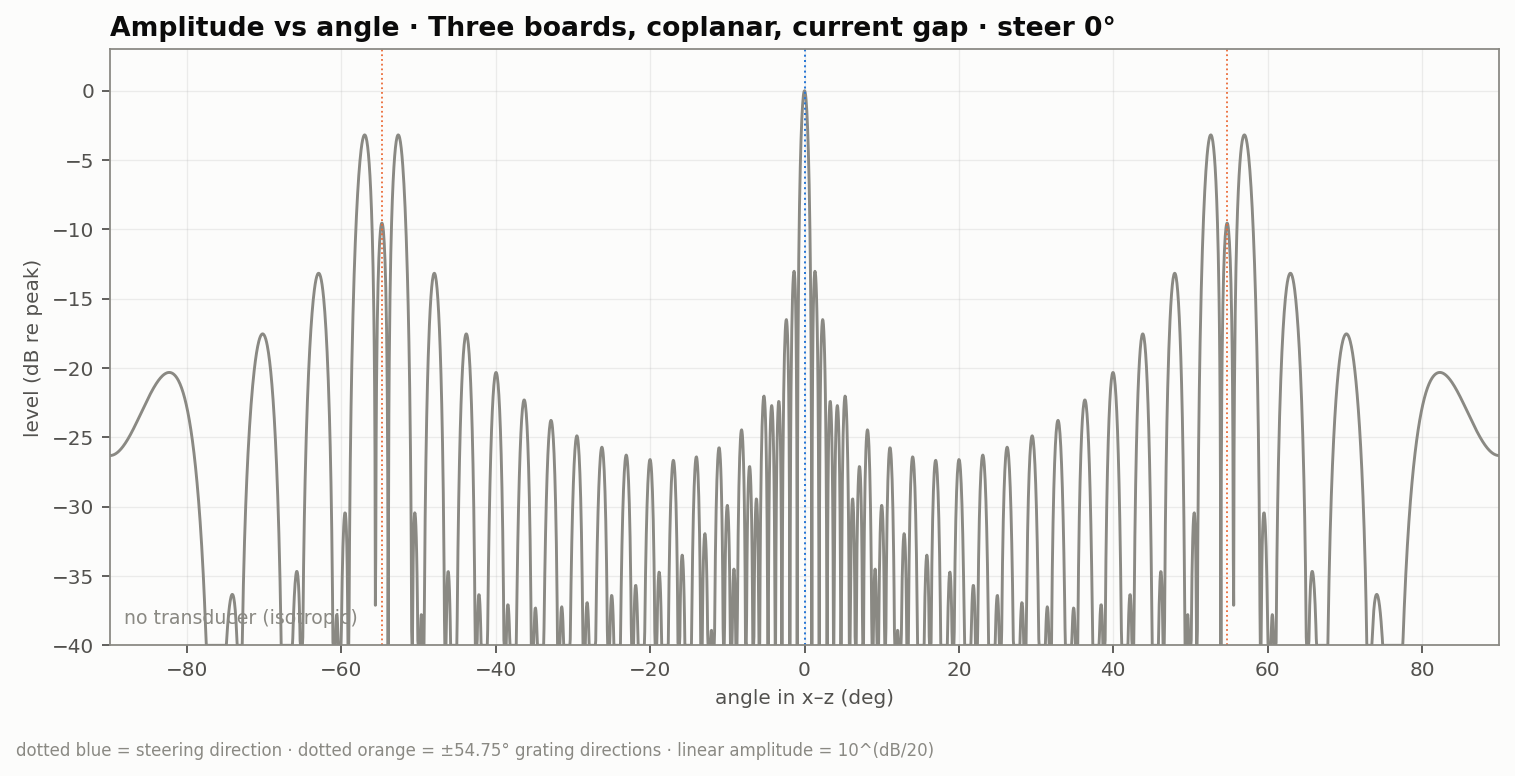 Amplitude vs angle · Three boards, coplanar, current gap · steer 0°
level (dB re peak)
0
−5
−10
−15
−20
−25
−30
−35
−40
no transducer (isotropic)
−80 −60 −40 −20 0 20 40 60 80
angle in x–z (deg)
dotted blue = steering direction · dotted orange = ±54.75° grating directions · linear amplitude = 10^(dB/20)